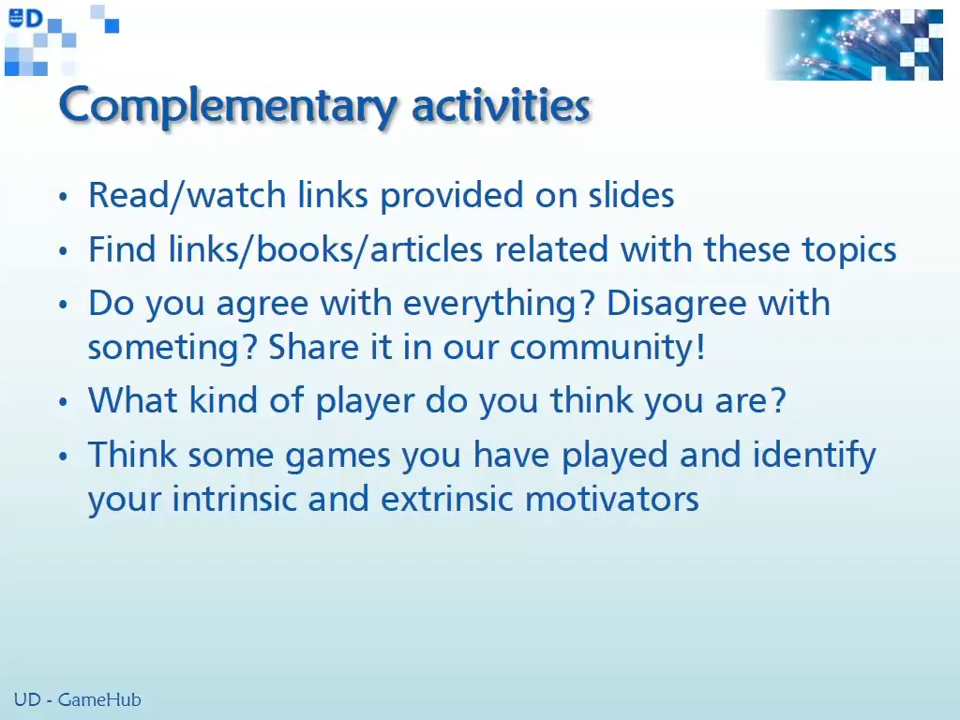 UD
Complementary activities
• Read/watch links provided on slides
• Find links/books/articles related with these topics
• Do you agree with everything? Disagree with
someting? Share it in our community!
• What kind of player do you think you are?
• Think some games you have played and identify
your intrinsic and extrinsic motivators
UD - GameHub